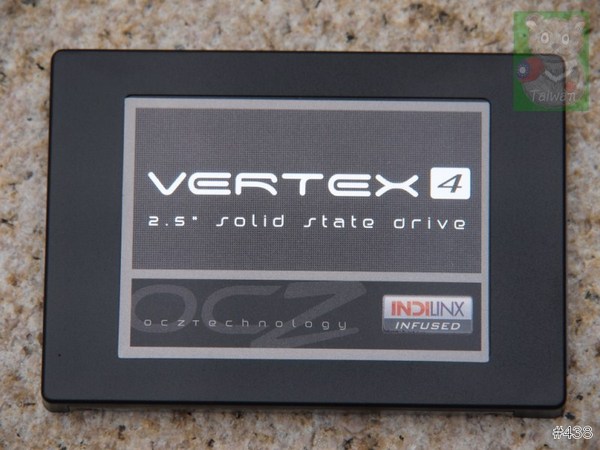 Taiwan
VERTEX 4
2.5" solid state drive
OCZ
OCZTechnology
INDILINX
INFUSED
#438